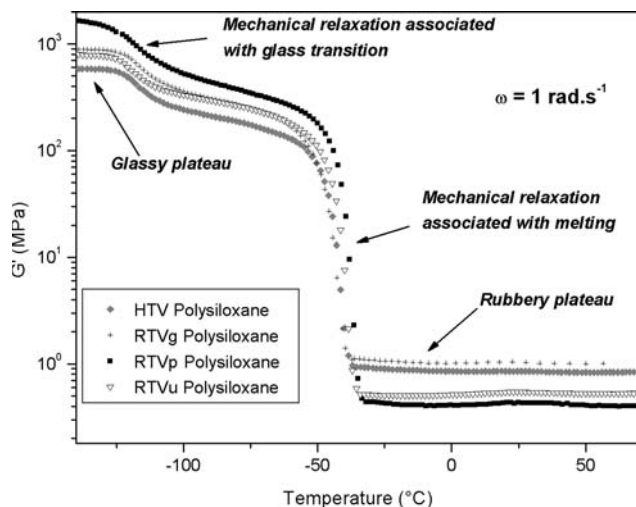 Mechanical relaxation associated
with glass transition
ω = 1 rad.s⁻¹
Glassy plateau
Mechanical relaxation
associated with melting
Rubbery plateau
HTV Polysiloxane
RTVg Polysiloxane
RTVp Polysiloxane
RTVu Polysiloxane
G' (MPa)
10³
10²
10¹
10⁰
-100
-50
0
50
Temperature (°C)